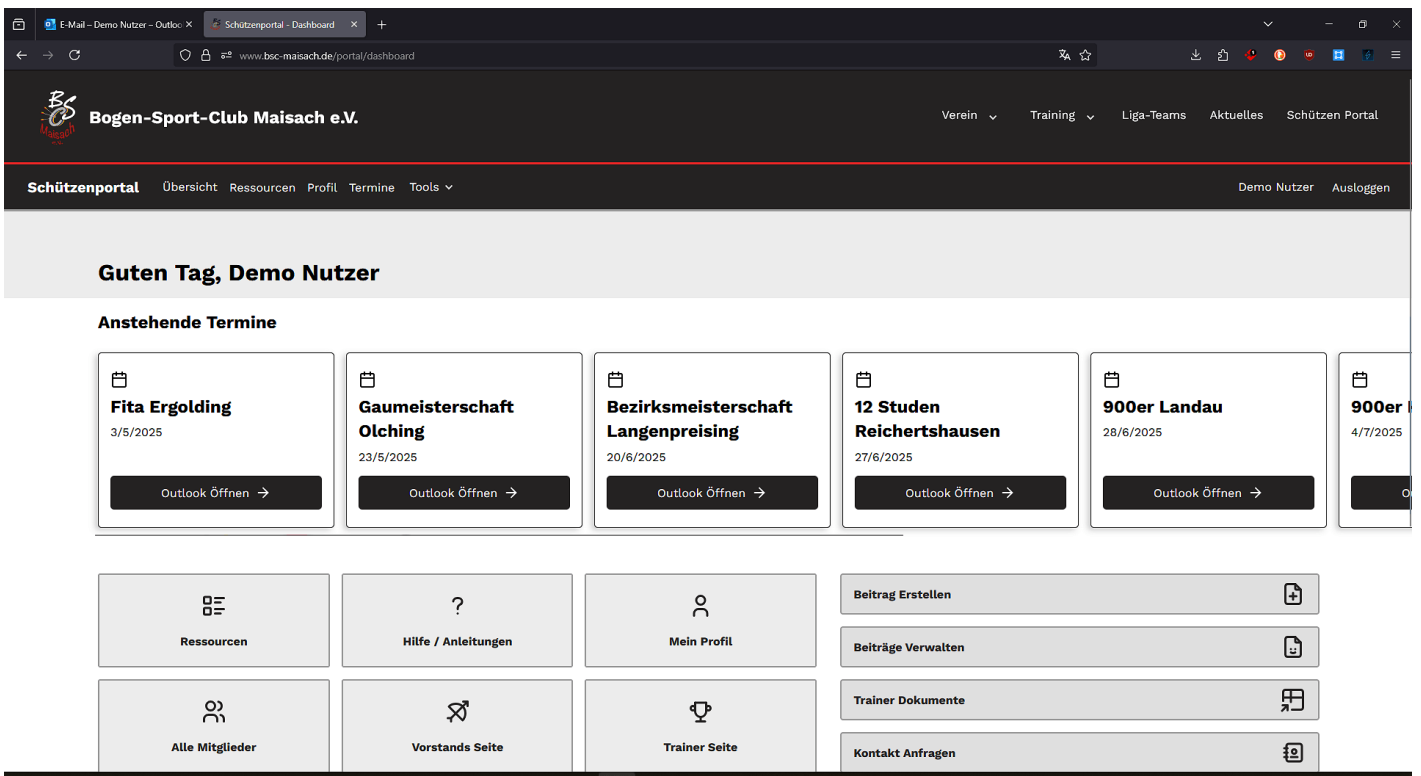 E-Mail – Demo Nutzer – Outloo
Schützenportal - Dashboard
www.bsc-maisach.de/portal/dashboard
BSC
Maisach
e.V.
Bogen-Sport-Club Maisach e.V.
Verein
Training
Liga-Teams
Aktuelles
Schützen Portal
Schützenportal
Übersicht
Ressourcen
Profil
Termine
Tools
Demo Nutzer
Ausloggen
Guten Tag, Demo Nutzer
Anstehende Termine
Fita Ergolding
3/5/2025
Outlook Öffnen
Gaumeisterschaft
Olching
23/5/2025
Outlook Öffnen
Bezirksmeisterschaft
Langenpreising
20/6/2025
Outlook Öffnen
12 Studen
Reichertshausen
27/6/2025
Outlook Öffnen
900er Landau
28/6/2025
Outlook Öffnen
900er
4/7/2025
Ressourcen
Hilfe / Anleitungen
Mein Profil
Alle Mitglieder
Vorstands Seite
Trainer Seite
Beitrag Erstellen
Beiträge Verwalten
Trainer Dokumente
Kontakt Anfragen